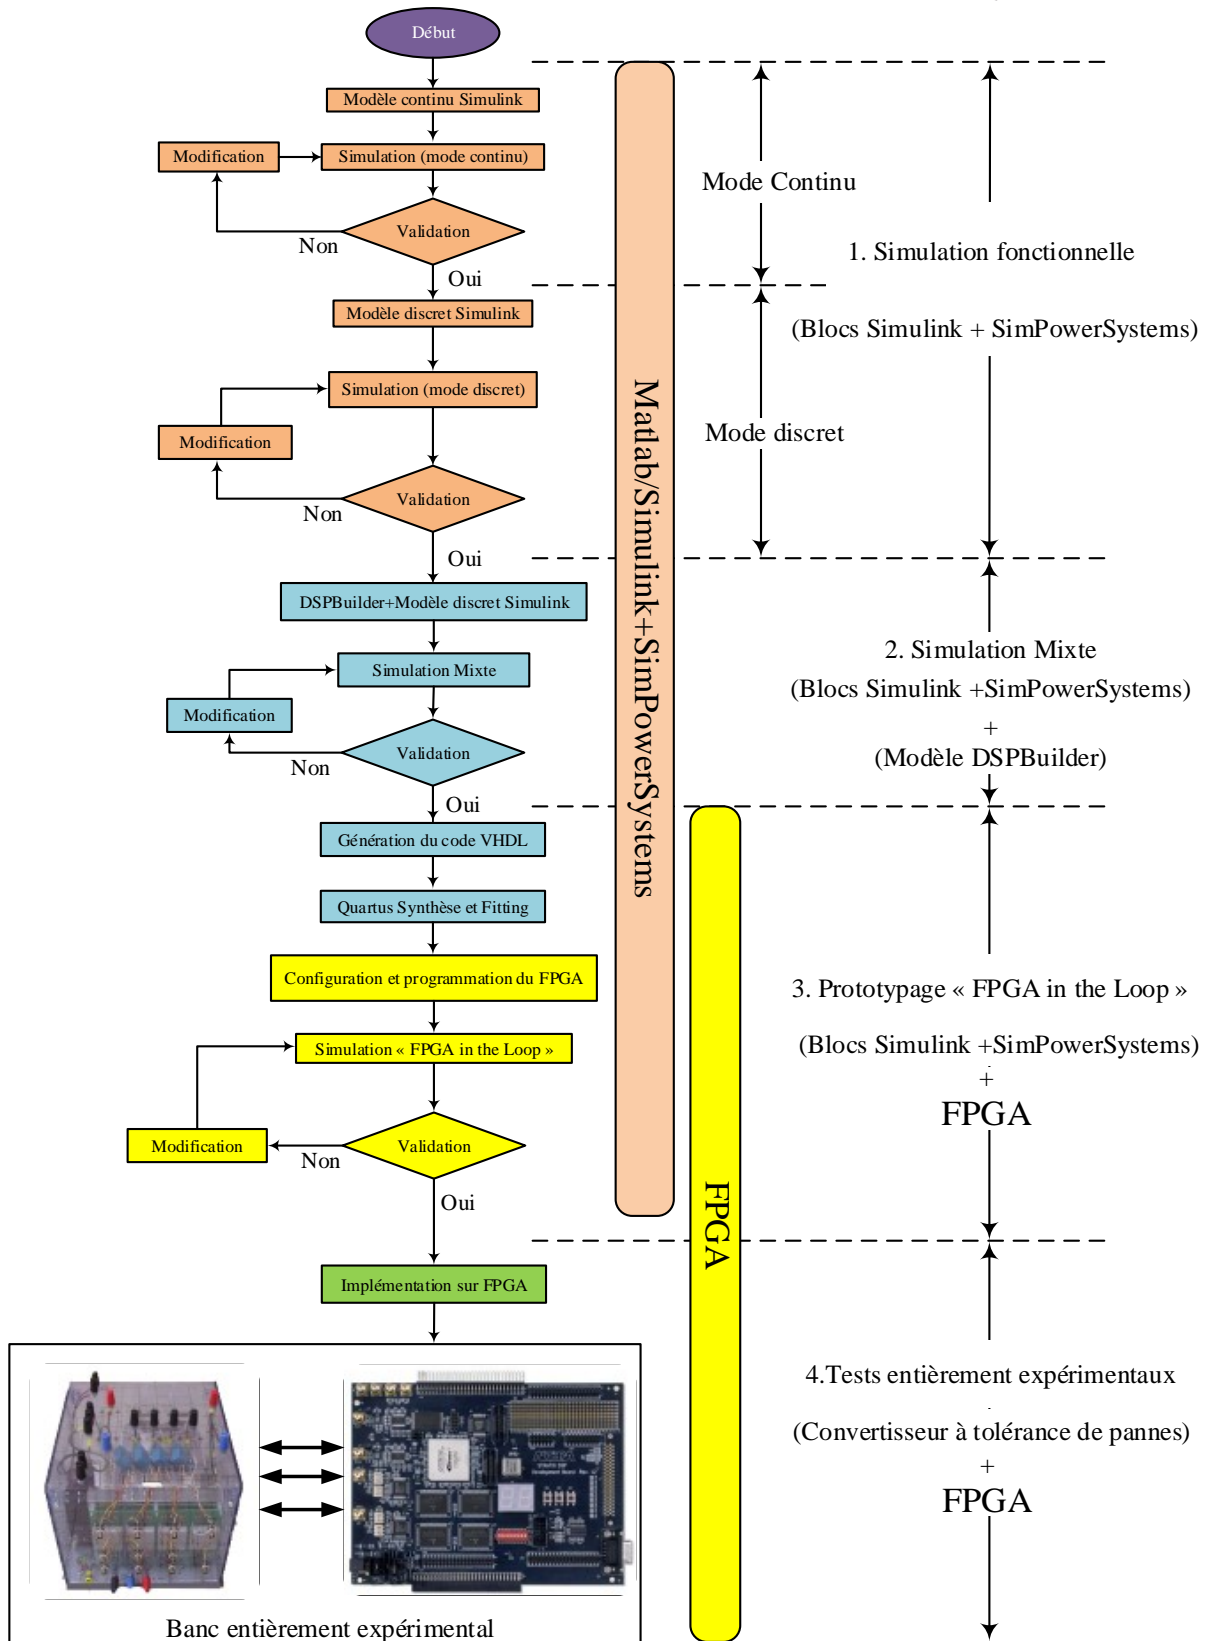 Début
Modèle continu Simulink
Modification
Simulation (mode continu)
Validation
Non
Oui
Modèle discret Simulink
Simulation (mode discret)
Modification
Validation
Non
Oui
DSPBuilder+Modèle discret Simulink
Simulation Mixte
Modification
Validation
Non
Oui
Génération du code VHDL
Quartus Synthèse et Fitting
Configuration et programmation du FPGA
Simulation « FPGA in the Loop »
Modification
Validation
Non
Oui
Implémentation sur FPGA
Banc entièrement expérimental
Matlab/Simulink+SimPowerSystems
FPGA
Mode Continu
Mode discret
1. Simulation fonctionnelle
(Blocs Simulink + SimPowerSystems)
2. Simulation Mixte
(Blocs Simulink +SimPowerSystems)
+
(Modèle DSPBuilder)
3. Prototypage « FPGA in the Loop »
(Blocs Simulink +SimPowerSystems)
+
FPGA
4.Tests entièrement expérimentaux
(Convertisseur à tolérance de pannes)
+
FPGA